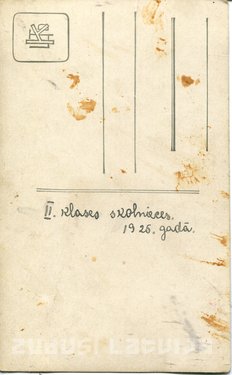 II. klases skolnieces.
1926. gadā.